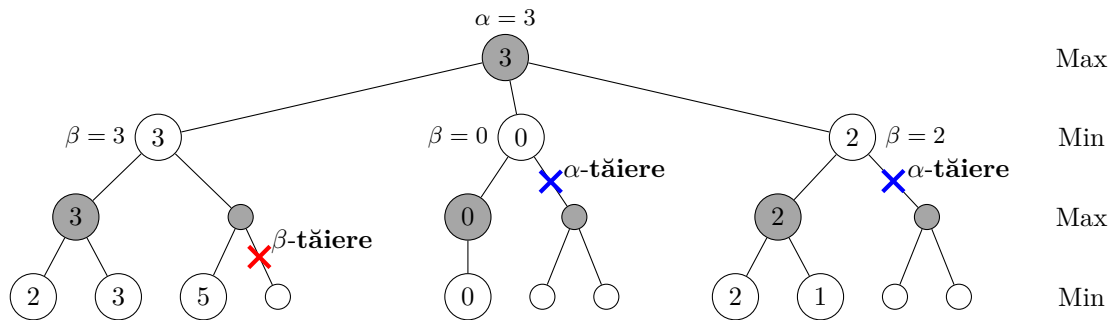 α = 3
3 Max
β = 3 3 β = 0 0 2 β = 2 Min
α-tăiere α-tăiere
3 0 2 Max
β-tăiere
2 3 5 0 2 1 Min